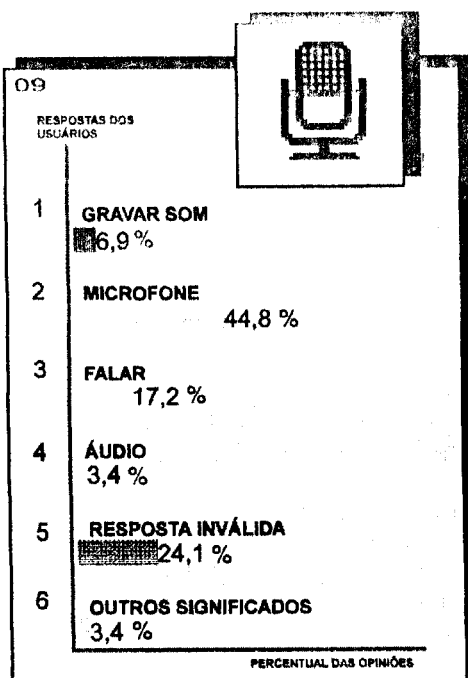 09
RESPOSTAS DOS
USUÁRIOS
1 GRAVAR SOM
6,9 %
2 MICROFONE
44,8 %
3 FALAR
17,2 %
4 ÁUDIO
3,4 %
5 RESPOSTA INVÁLIDA
24,1 %
6 OUTROS SIGNIFICADOS
3,4 %
PERCENTUAL DAS OPINIÕES